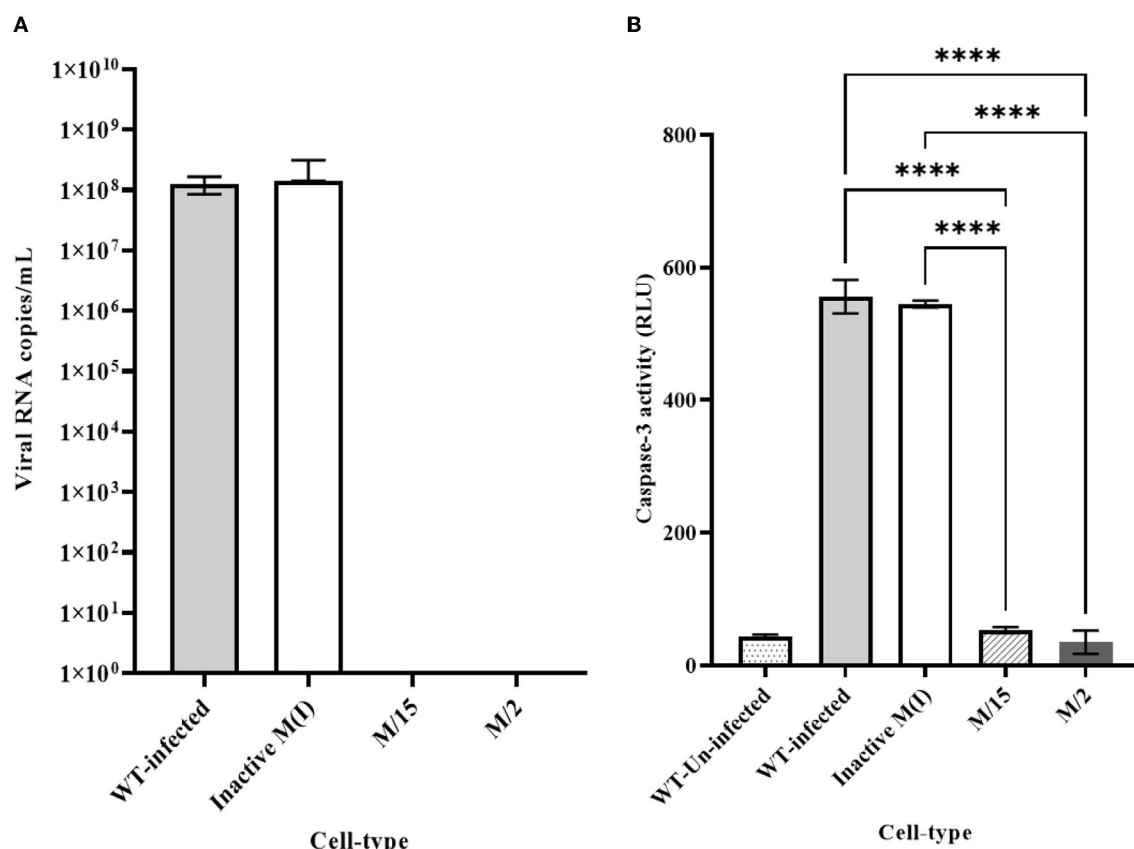 A
1×10¹⁰
1×10⁹
1×10⁸
1×10⁷
1×10⁶
1×10⁵
1×10⁴
1×10³
1×10²
1×10¹
1×10⁰
Viral RNA copies/mL
WT-infected
Inactive M(I)
M/15
M/2
Cell-type
B
****
****
****
****
800
600
400
200
0
Caspase-3 activity (RLU)
WT-Un-infected
WT-infected
Inactive M(I)
M/15
M/2
Cell-type